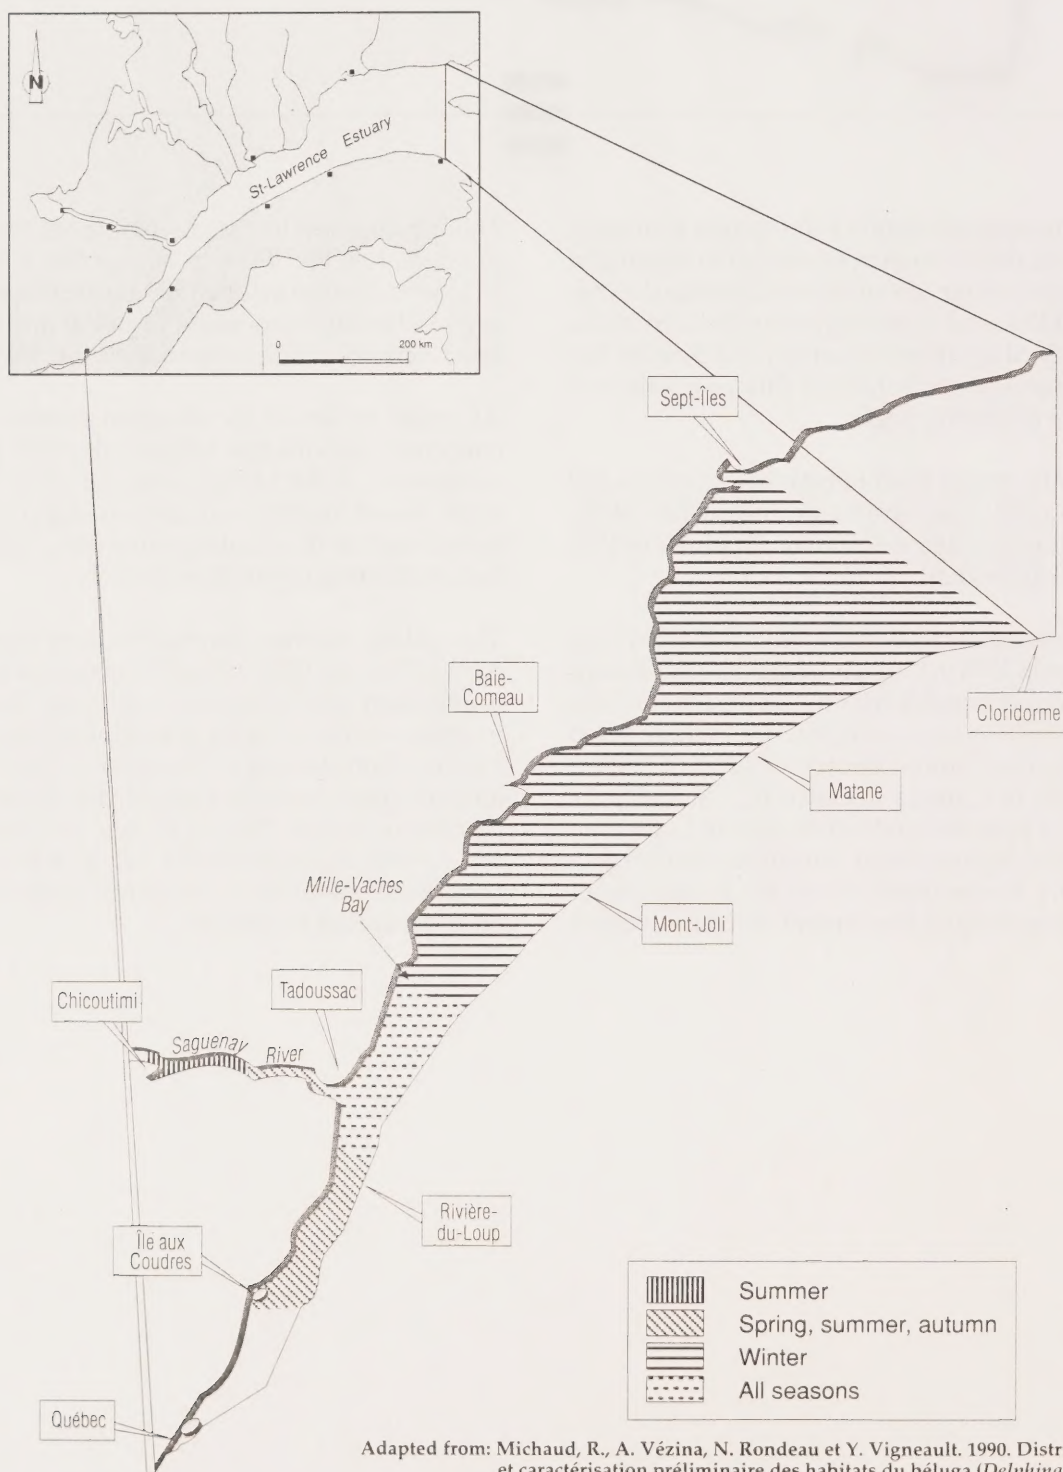 N
St-Lawrence Estuary
0 200 km
Sept-Îles
Baie-
Comeau
Cloridorme
Matane
Mille-Vaches
Bay
Mont-Joli
Tadoussac
Chicoutimi
Saguenay River
Rivière-
du-Loup
Île aux
Coudres
Summer
Spring, summer, autumn
Winter
All seasons
Québec
Adapted from: Michaud, R., A. Vézina, N. Rondeau et Y. Vigneault. 1990. Distr
et caractérisation préliminaire des habitats du béluga (Delphina